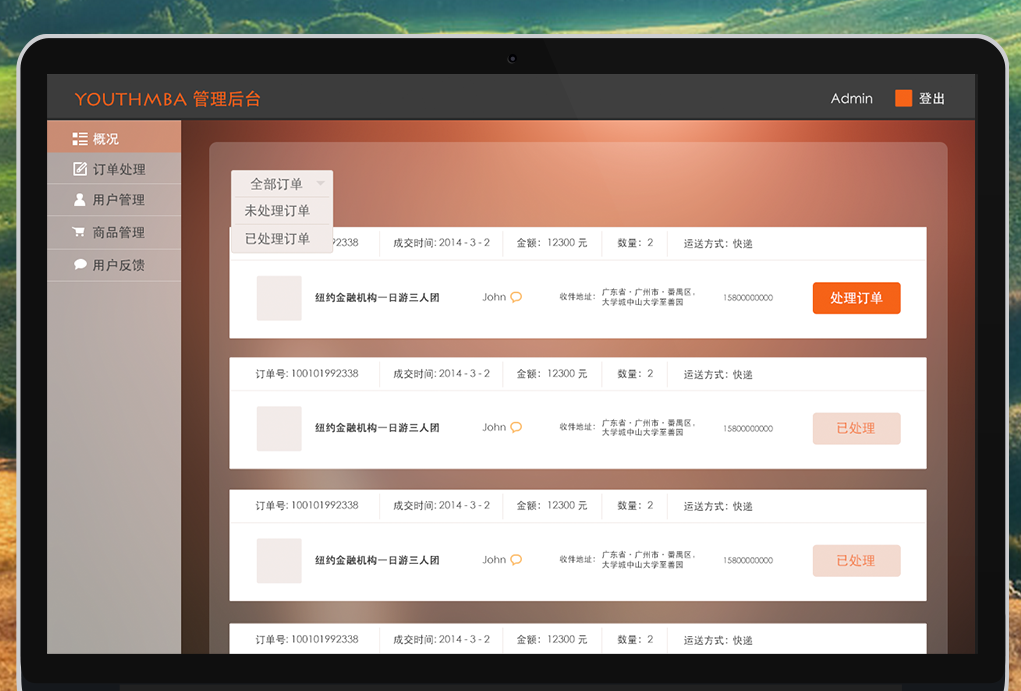 YOUTHMBA 管理后台
Admin 登出
概况
订单处理
用户管理
商品管理
用户反馈
全部订单
未处理订单
已处理订单
92338 成交时间: 2014 - 3 - 2 金额: 12300 元 数量: 2 运送方式: 快递
纽约金融机构一日游三人团 John 收件地址: 广东省·广州市·番禺区,
大学城中山大学至善园
15800000000
处理订单
订单号: 100101992338 成交时间: 2014 - 3 - 2 金额: 12300 元 数量: 2 运送方式: 快递
纽约金融机构一日游三人团 John 收件地址: 广东省·广州市·番禺区,
大学城中山大学至善园
15800000000
已处理
订单号: 100101992338 成交时间: 2014 - 3 - 2 金额: 12300 元 数量: 2 运送方式: 快递
纽约金融机构一日游三人团 John 收件地址: 广东省·广州市·番禺区,
大学城中山大学至善园
15800000000
已处理
订单号: 100101992338 成交时间: 2014 - 3 - 2 金额: 12300 元 数量: 2 运送方式: 快递